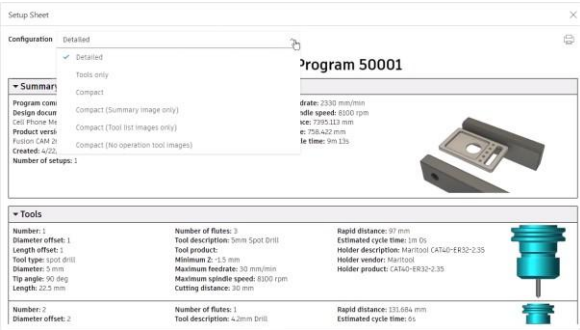 Setup Sheet
Configuration Detailed
Detailed
Tools only
Compact
Compact (Summary image only)
Compact (Tool list images only)
Compact (No operation tool images)
Program 50001
Summary
Program com
Design docum
Cell Phone Me
Product versi
Fusion CAM 2
Created: 4/22,
Number of setups: 1
drate: 2330 mm/min
ndle speed: 8100 rpm
nce: 7395.113 mm
e: 758.422 mm
le time: 9m 13s
Tools
Number: 1
Diameter offset: 1
Length offset: 1
Tool type: spot drill
Diameter: 5 mm
Tip angle: 90 deg
Length: 22.5 mm
Number of flutes: 3
Tool description: 5mm Spot Drill
Tool product:
Minimum Z: -1.5 mm
Maximum feedrate: 30 mm/min
Maximum spindle speed: 8100 rpm
Cutting distance: 30 mm
Rapid distance: 97 mm
Estimated cycle time: 1m 0s
Holder description: Maritool CAT40-ER32-2.35
Holder vendor: Maritool
Holder product: CAT40-ER32-2.35
Number: 2
Diameter offset: 2
Number of flutes: 1
Tool description: 4.2mm Drill
Rapid distance: 131.684 mm
Estimated cycle time: 6s